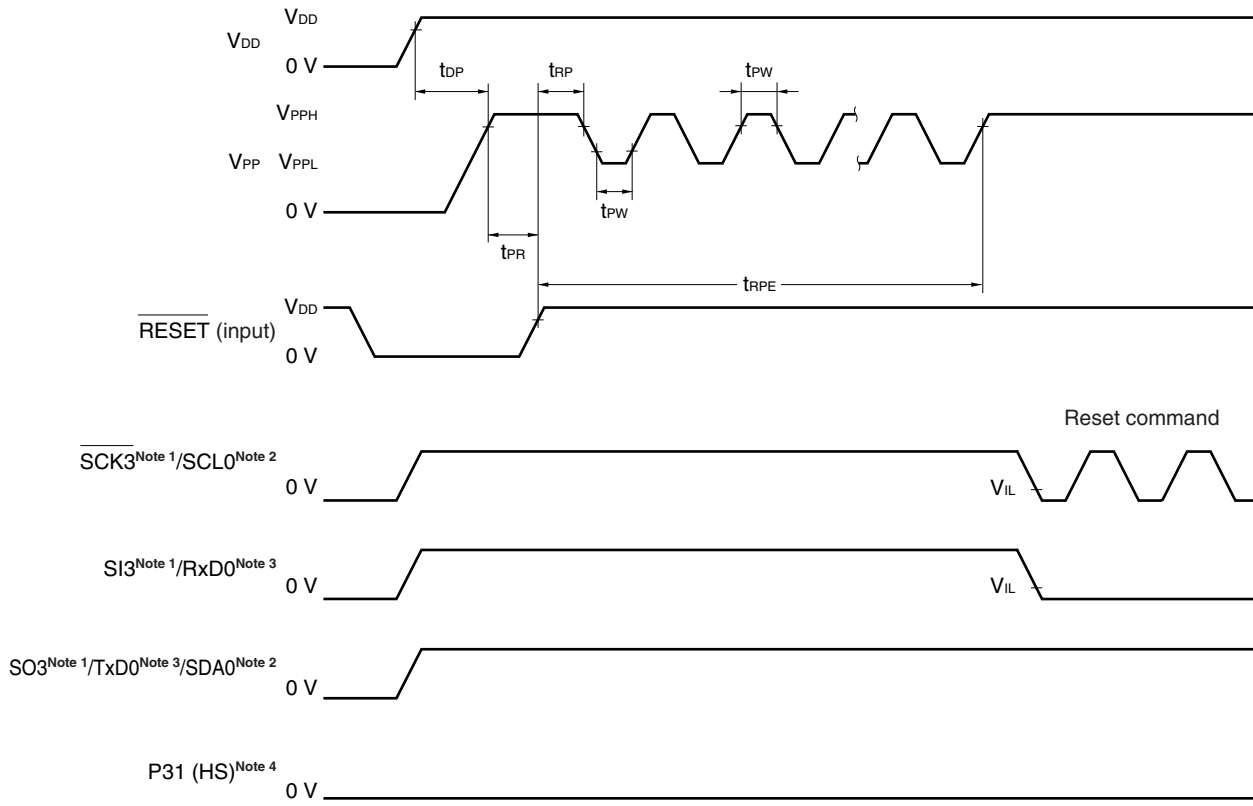 VDD
VDD
0 V
tDP
tRP
tPW
VPPH
VPP VPPL
0 V
tPW
tPR
tRPE
VDD
RESET (input)
0 V
Reset command
SCK3Note 1/SCL0Note 2
0 V
VIL
SI3Note 1/RxD0Note 3
0 V
VIL
SO3Note 1/TxD0Note 3/SDA0Note 2
0 V
P31 (HS)Note 4
0 V